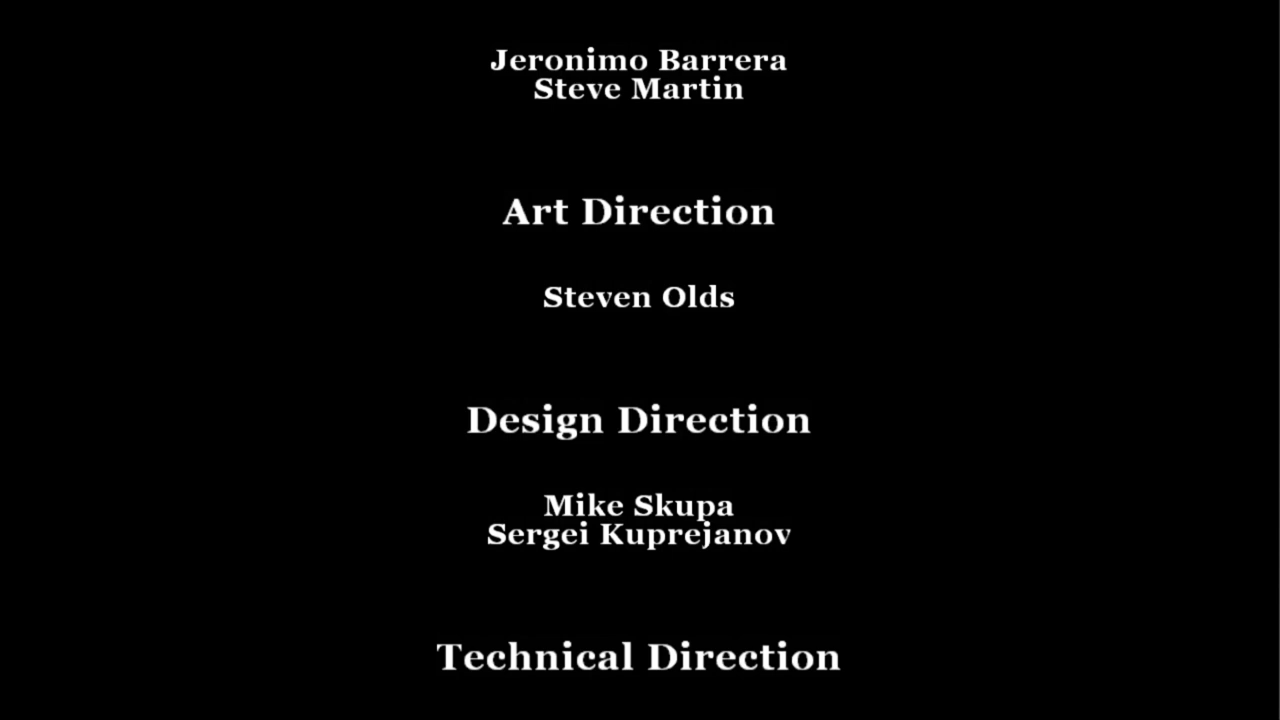 Jeronimo Barrera
Steve Martin
Art Direction
Steven Olds
Design Direction
Mike Skupa
Sergei Kuprejanov
Technical Direction